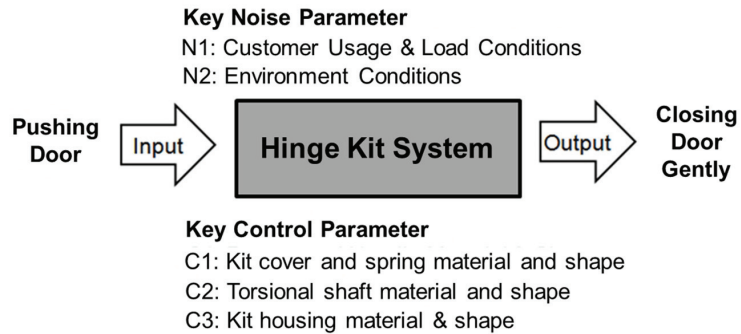 Key Noise Parameter
N1: Customer Usage & Load Conditions
N2: Environment Conditions
Pushing
Door
Input
Hinge Kit System
Output
Closing
Door
Gently
Key Control Parameter
C1: Kit cover and spring material and shape
C2: Torsional shaft material and shape
C3: Kit housing material & shape